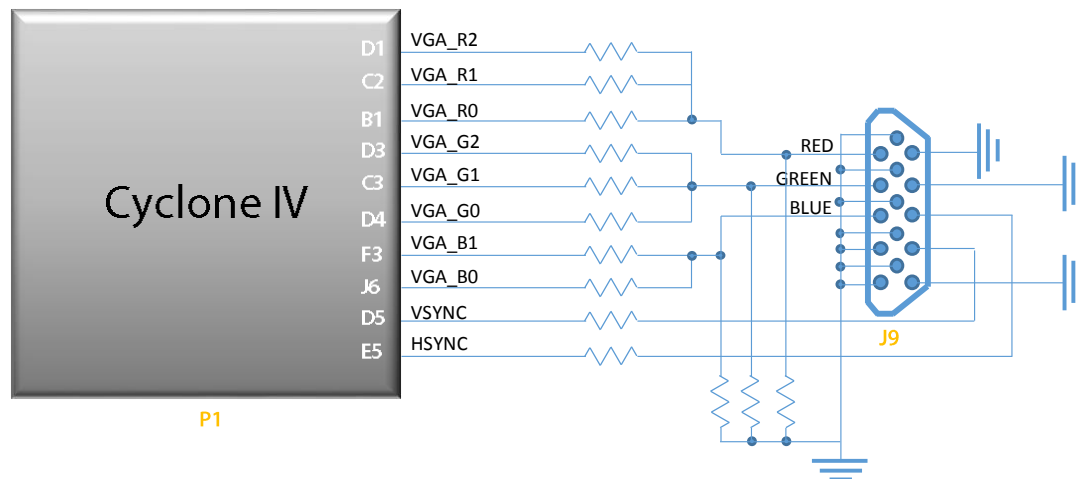 D1 VGA_R2
C2 VGA_R1
B1 VGA_R0
D3 VGA_G2
C3 VGA_G1
D4 VGA_G0
F3 VGA_B1
J6 VGA_B0
D5 VSYNC
E5 HSYNC
Cyclone IV
P1
RED
GREEN
BLUE
J9